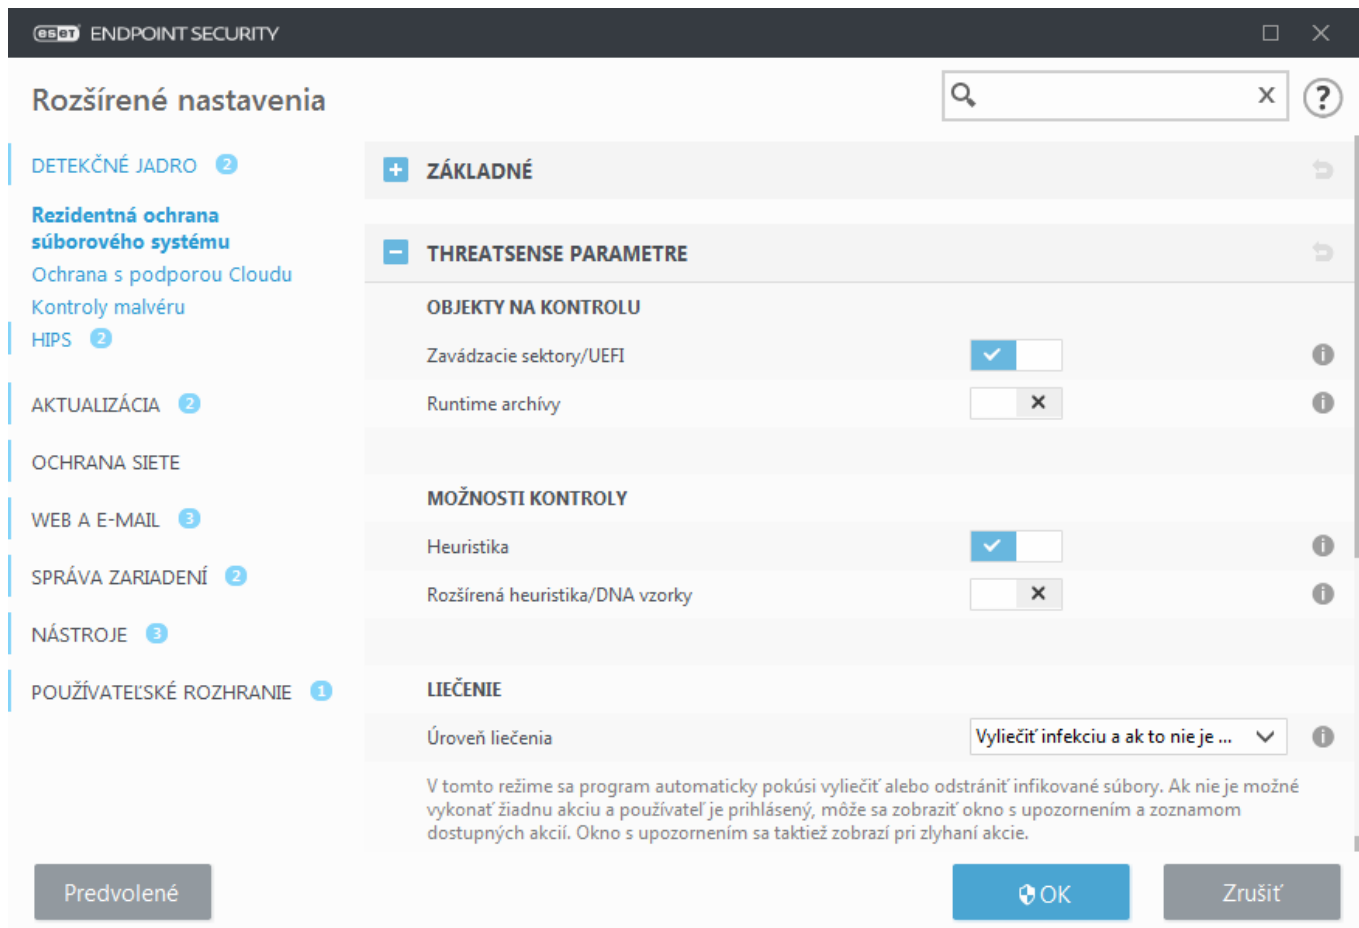 eset ENDPOINT SECURITY
Rozšírené nastavenia
X
?
DETEKČNÉ JADRO 2
Rezidentná ochrana
súborového systému
Ochrana s podporou Cloudu
Kontroly malvéru
HIPS 2
AKTUALIZÁCIA 2
OCHRANA SIETE
WEB A E-MAIL 3
SPRÁVA ZARIADENÍ 2
NÁSTROJE 3
POUŽÍVATEĽSKÉ ROZHRANIE 1
ZÁKLADNÉ
THREATSENSE PARAMETRE
OBJEKTY NA KONTROLU
Zavádzacie sektory/UEFI
Runtime archívy
MOŽNOSTI KONTROLY
Heuristika
Rozšírená heuristika/DNA vzorky
LIEČENIE
Úroveň liečenia Vyliečiť infekciu a ak to nie je ...
V tomto režime sa program automaticky pokúsi vyliečiť alebo odstrániť infikované súbory. Ak nie je možné
vykonať žiadnu akciu a používateľ je prihlásený, môže sa zobraziť okno s upozornením a zoznamom
dostupných akcií. Okno s upozornením sa taktiež zobrazí pri zlyhaní akcie.
Predvolené
OK
Zrušiť